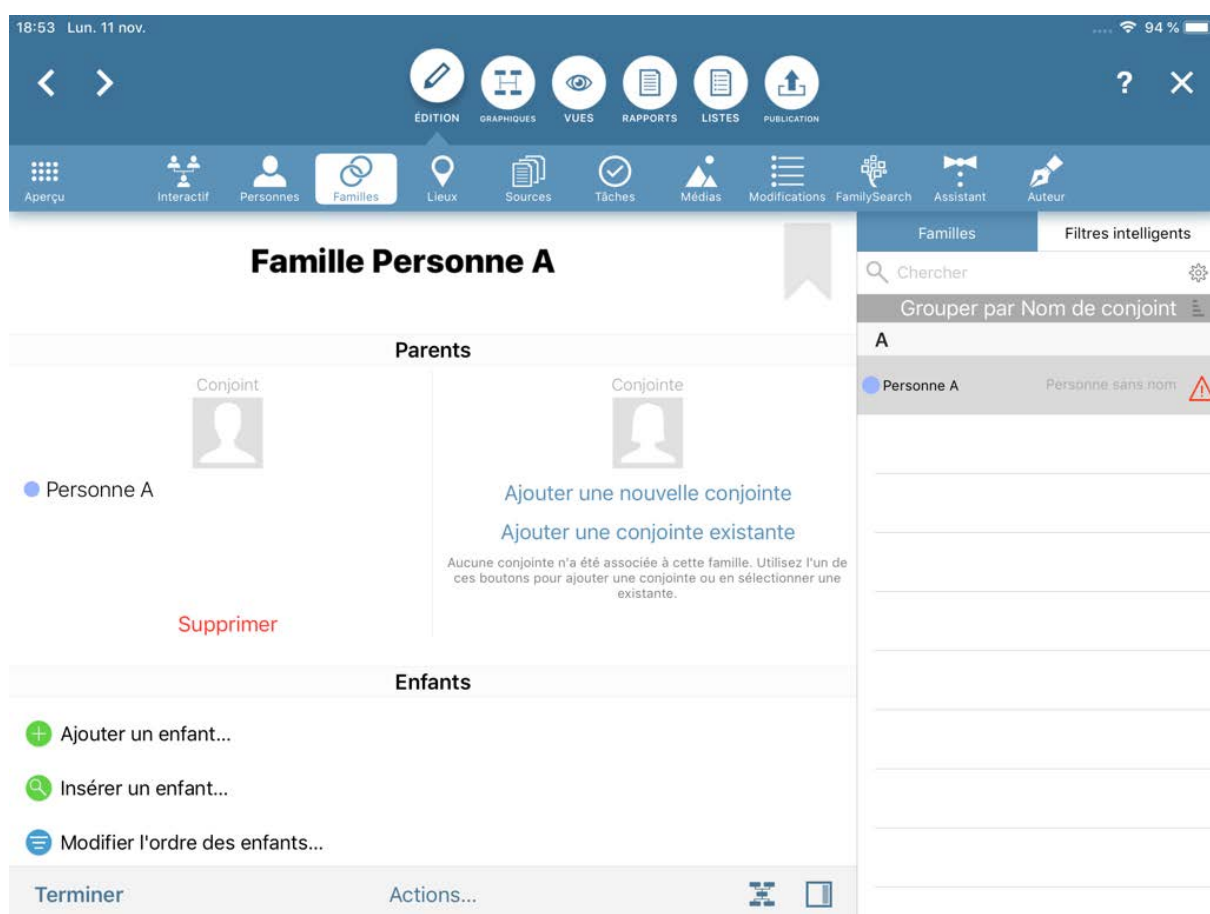 18:53 Lun. 11 nov.
94 %
?
ÉDITION
GRAPHIQUES
VUES
RAPPORTS
LISTES
PUBLICATION
Aperçu
Interactif
Personnes
Familles
Lieux
Sources
Tâches
Médias
Modifications
FamilySearch
Assistant
Auteur
Famille Personne A
Parents
Conjoint
Personne A
Supprimer
Conjointe
Ajouter une nouvelle conjointe
Ajouter une conjointe existante
Aucune conjointe n'a été associée à cette famille. Utilisez l'un de
ces boutons pour ajouter une conjointe ou en sélectionner une
existante.
Enfants
Ajouter un enfant...
Insérer un enfant...
Modifier l'ordre des enfants...
Terminer
Actions...
Familles
Filtres intelligents
Chercher
Grouper par Nom de conjoint
A
Personne A
Personne sans nom